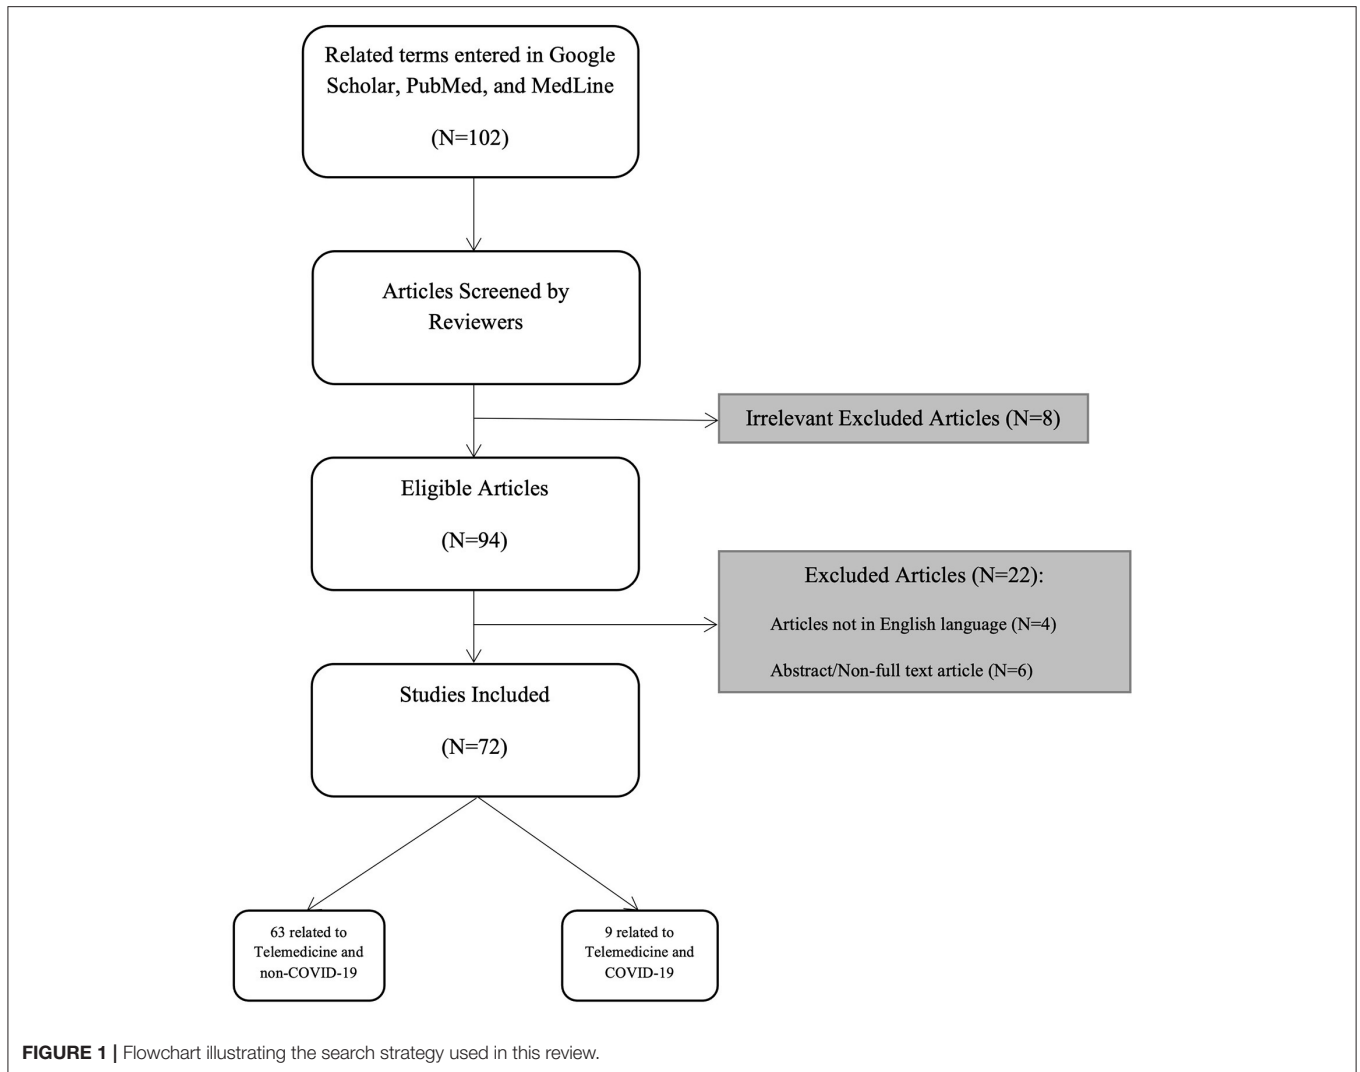 Related terms entered in Google
Scholar, PubMed, and MedLine
(N=102)
Articles Screened by
Reviewers
Irrelevant Excluded Articles (N=8)
Eligible Articles
(N=94)
Excluded Articles (N=22):
Articles not in English language (N=4)
Abstract/Non-full text article (N=6)
Studies Included
(N=72)
63 related to
Telemedicine and
non-COVID-19
9 related to
Telemedicine and
COVID-19
FIGURE 1 | Flowchart illustrating the search strategy used in this review.